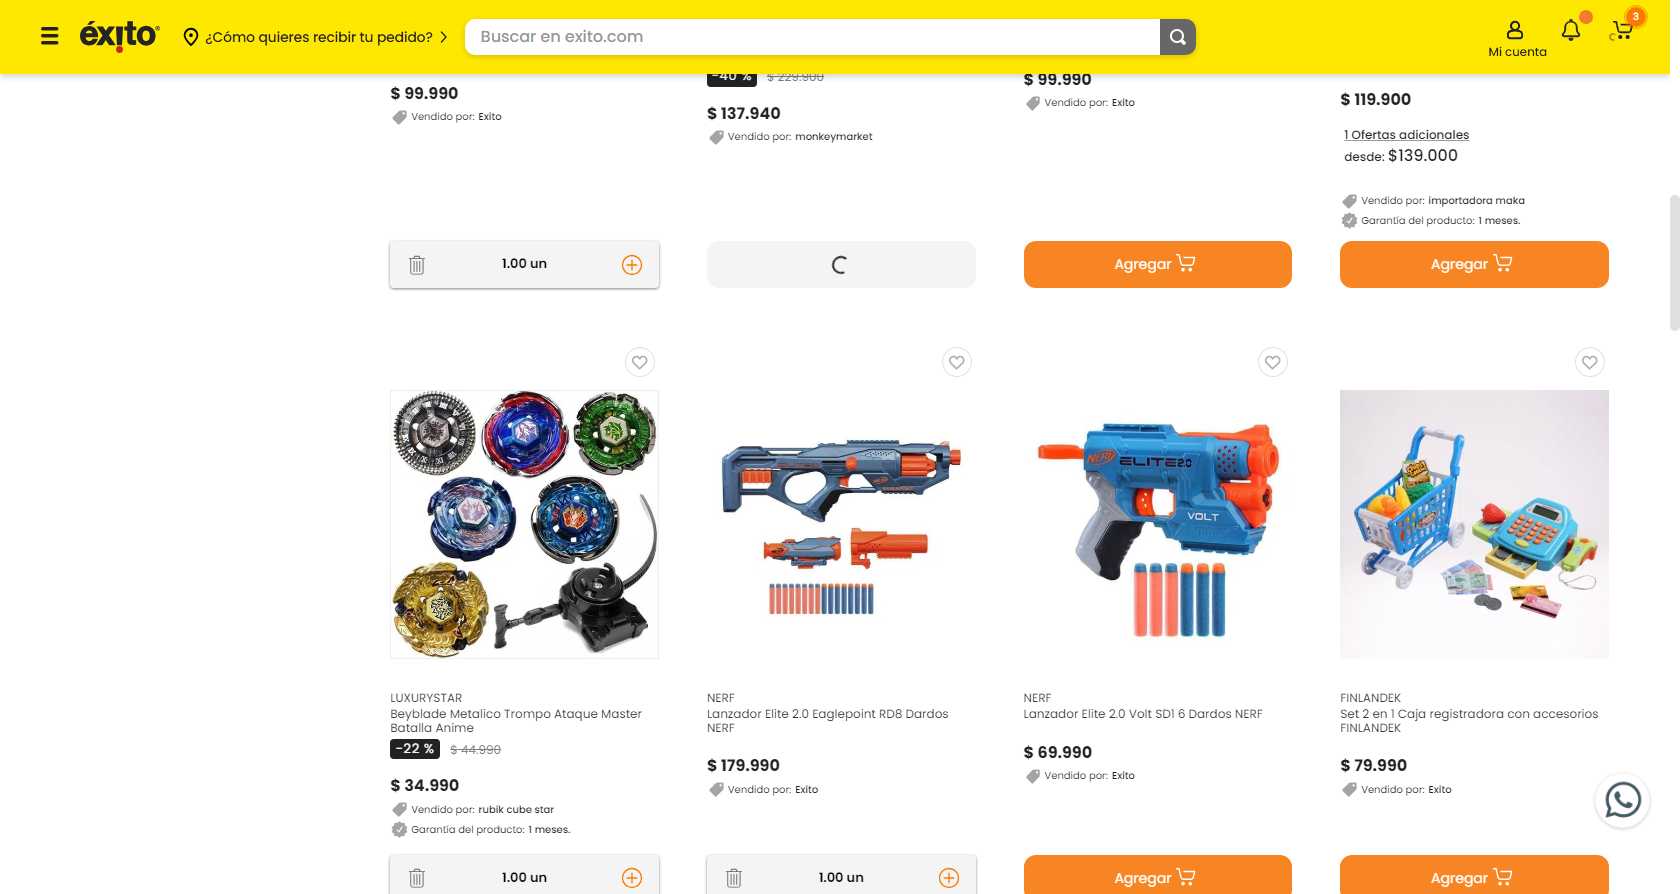 éxito
¿Cómo quieres recibir tu pedido?
Buscar en exito.com
Mi cuenta
3
$ 99.990
Vendido por: Exito
-40 %
$ 229.900
$ 137.940
Vendido por: monkeymarket
$ 99.990
Vendido por: Exito
$ 119.900
1 Ofertas adicionales
desde: $139.000
Vendido por: importadora maka
Garantía del producto: 1 meses.
1.00 un
Agregar
Agregar
NERF
ELITE 2.0
VOLT
LUXURYSTAR
Beyblade Metalico Trompo Ataque Master
Batalla Anime
-22 %
$ 44.990
$ 34.990
Vendido por: rubik cube star
Garantía del producto: 1 meses.
NERF
Lanzador Elite 2.0 Eaglepoint RD8 Dardos
NERF
$ 179.990
Vendido por: Exito
NERF
Lanzador Elite 2.0 Volt SD1 6 Dardos NERF
$ 69.990
Vendido por: Exito
FINLANDEK
Set 2 en 1 Caja registradora con accesorios
FINLANDEK
$ 79.990
Vendido por: Exito
1.00 un
1.00 un
Agregar
Agregar